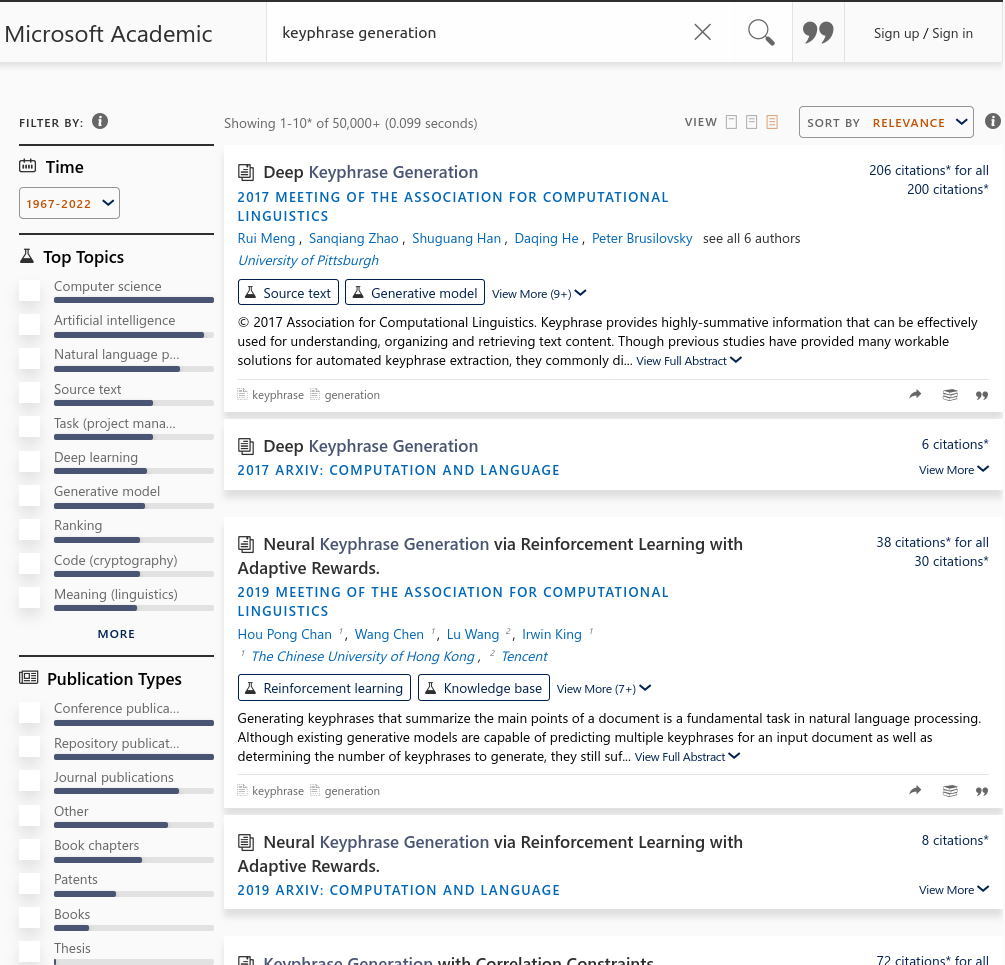 Microsoft Academic
keyphrase generation
Sign up / Sign in
FILTER BY:
Showing 1-10* of 50,000+ (0.099 seconds)
VIEW
SORT BY RELEVANCE
Time
1967-2022
Top Topics
Computer science
Artificial intelligence
Natural language p...
Source text
Task (project mana...
Deep learning
Generative model
Ranking
Code (cryptography)
Meaning (linguistics)
MORE
Publication Types
Conference publica...
Repository publicat...
Journal publications
Other
Book chapters
Patents
Books
Thesis
Deep Keyphrase Generation
206 citations* for all
200 citations*
2017 MEETING OF THE ASSOCIATION FOR COMPUTATIONAL
LINGUISTICS
Rui Meng , Sanqiang Zhao , Shuguang Han , Daqing He , Peter Brusilovsky see all 6 authors
University of Pittsburgh
Source text Generative model View More (9+)
© 2017 Association for Computational Linguistics. Keyphrase provides highly-summative information that can be effectively
used for understanding, organizing and retrieving text content. Though previous studies have provided many workable
solutions for automated keyphrase extraction, they commonly di... View Full Abstract
keyphrase generation
Deep Keyphrase Generation
6 citations*
2017 ARXIV: COMPUTATION AND LANGUAGE
View More
Neural Keyphrase Generation via Reinforcement Learning with
Adaptive Rewards.
38 citations* for all
30 citations*
2019 MEETING OF THE ASSOCIATION FOR COMPUTATIONAL
LINGUISTICS
Hou Pong Chan 1 , Wang Chen 1 , Lu Wang 2 , Irwin King 1
1 The Chinese University of Hong Kong , 2 Tencent
Reinforcement learning Knowledge base View More (7+)
Generating keyphrases that summarize the main points of a document is a fundamental task in natural language processing.
Although existing generative models are capable of predicting multiple keyphrases for an input document as well as
determining the number of keyphrases to generate, they still suf... View Full Abstract
keyphrase generation
Neural Keyphrase Generation via Reinforcement Learning with
Adaptive Rewards.
8 citations*
2019 ARXIV: COMPUTATION AND LANGUAGE
View More
Keyphrase Generation with Correlation Constraints
72 citations* for all